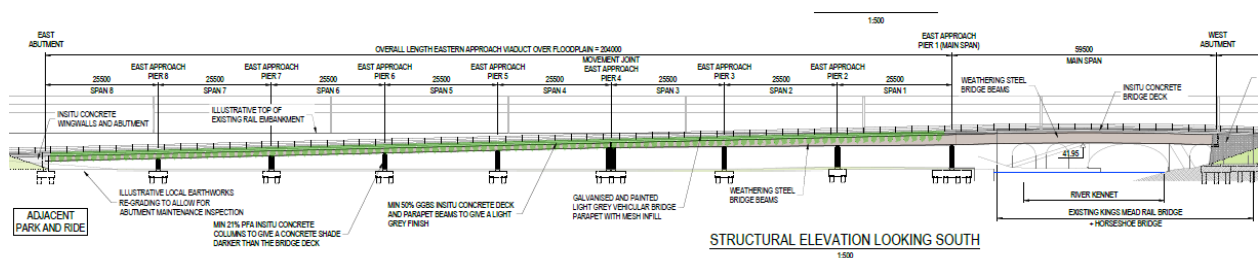 1:500
EAST
ABUTMENT
OVERALL LENGTH EASTERN APPROACH VIADUCT OVER FLOODPLAIN = 204000
EAST APPROACH
PIER 1 (MAIN SPAN)
59500
MAIN SPAN
WEST
ABUTMENT
25500
SPAN 8
EAST APPROACH
PIER 8
25500
SPAN 7
EAST APPROACH
PIER 7
25500
SPAN 6
EAST APPROACH
PIER 6
25500
SPAN 5
EAST APPROACH
PIER 5
25500
SPAN 4
MOVEMENT JOINT
EAST APPROACH
PIER 4
25500
SPAN 3
EAST APPROACH
PIER 3
25500
SPAN 2
EAST APPROACH
PIER 2
25500
SPAN 1
WEATHERING STEEL
BRIDGE BEAMS
INSITU CONCRETE
BRIDGE DECK
INSITU CONCRETE
WINGWALLS AND ABUTMENT
ILLUSTRATIVE TOP OF
EXISTING RAIL EMBANKMENT
41.95
ILLUSTRATIVE LOCAL EARTHWORKS
RE-GRADING TO ALLOW FOR
ABUTMENT MAINTENANCE INSPECTION
MIN 21% PFA INSITU CONCRETE
COLUMNS TO GIVE A CONCRETE SHADE
DARKER THAN THE BRIDGE DECK
MIN 50% GGBS INSITU CONCRETE DECK
AND PARAPET BEAMS TO GIVE A LIGHT
GREY FINISH
GALVANISED AND PAINTED
LIGHT GREY VEHICULAR BRIDGE
PARAPET WITH MESH INFILL
WEATHERING STEEL
BRIDGE BEAMS
RIVER KENNET
EXISTING KINGS MEAD RAIL BRIDGE
+ HORSESHOE BRIDGE
ADJACENT
PARK AND RIDE
STRUCTURAL ELEVATION LOOKING SOUTH
1:500